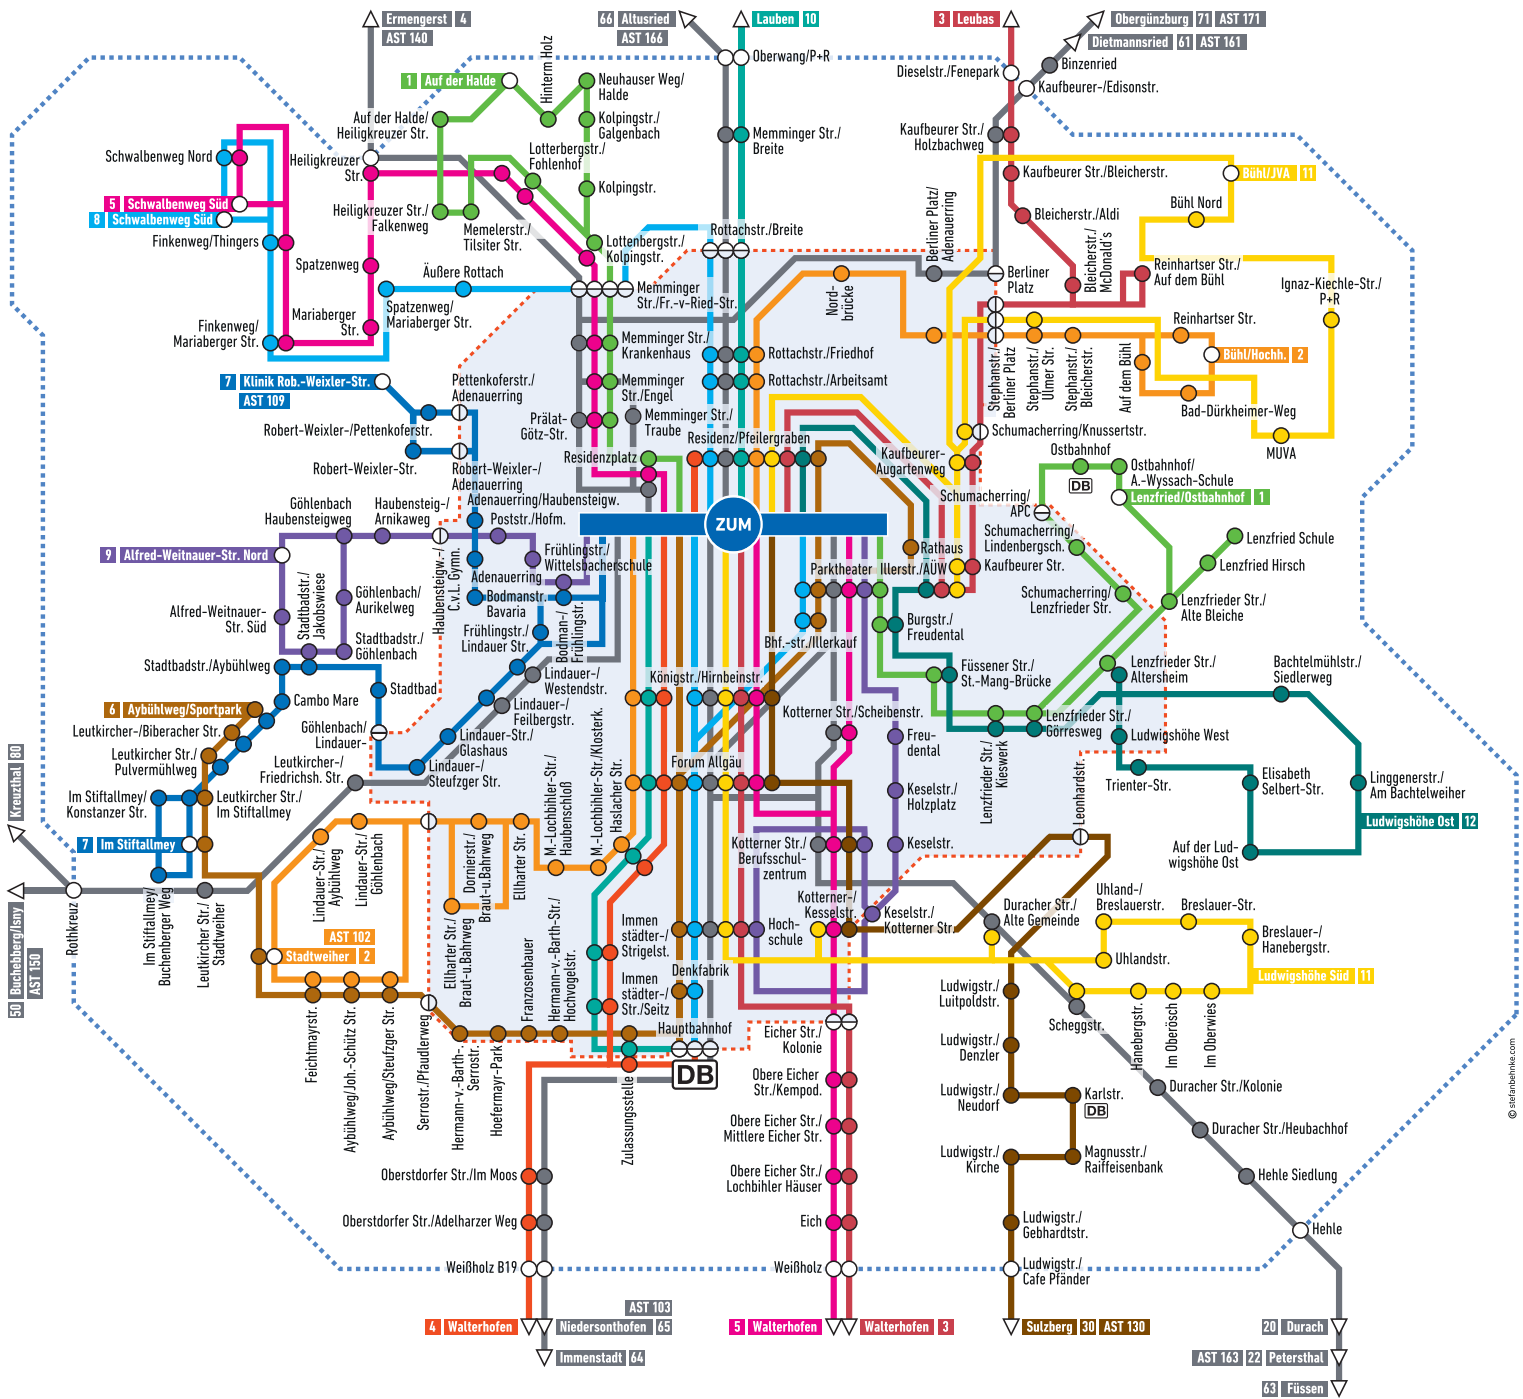 Ermengerst 4
AST 140
66 Altusried
AST 166
Lauben 10
3 Leubas
Obergünzburg 71 AST 171
Dietmannsried 61 AST 161
Oberwang/P+R
Binzenried
Dieselstr./Fenepark
Kaufbeurer-/Edisonstr.
1 Auf der Halde
Hinterm Holz
Neuhauser Weg/
Halde
Auf der Halde/
Heiligkreuzer Str.
Kolpingstr./
Galgenbach
Memminger Str./
Breite
Kaufbeurer Str./
Holzbachweg
Schwalbenweg Nord
Heiligkreuzer
Str.
Lotterbergstr./
Fohlenhof
Kolpingstr.
Kaufbeurer Str./Bleicherstr.
Bühl/JVA 11
5 Schwalbenweg Süd
8 Schwalbenweg Süd
Heiligkreuzer Str./
Falkenweg
Memelerstr./
Tilsiter Str.
Rottachstr./Breite
Berliner Platz/
Adenauerring
Bleicherstr./Aldi
Bühl Nord
Finkenweg/Thingers
Lottenbergstr./
Kolpingstr.
Bleicherstr./
McDonald's
Spatzenweg
Äußere Rottach
Berliner
Platz
Reinhartser Str./
Auf dem Bühl
Ignaz-Kiechle-Str./
P+R
Spatzenweg/
Mariaberger Str.
Memminger
Str./Fr.-v-Ried-Str.
Nord-
brücke
Mariaberger
Str.
Finkenweg/
Mariaberger Str.
Reinhartser Str.
Memminger Str./
Krankenhaus
Rottachstr./Friedhof
Bühl/Hochh. 2
7 Klinik Rob.-Weixler-Str.
AST 109
Pettenkoferstr./
Adenauerring
Memminger
Str./Engel
Rottachstr./Arbeitsamt
Stephanstr./
Berliner Platz
Stephanstr./
Ulmer Str.
Stephanstr./
Bleicherstr.
Auf dem Bühl
Bad-Dürkheimer-Weg
Robert-Weixler-/Pettenkoferstr.
Prälat-
Götz-Str.
Memminger Str./
Traube
Schumacherring/Knussertstr.
Residenz/Pfeilergraben
MUVA
Residenzplatz
Kaufbeurer-
Augartenweg
Ostbahnhof
DB
Ostbahnhof/
A.-Wyssach-Schule
Robert-Weixler-Str.
Robert-Weixler-/
Adenauerring
Lenzfried/Ostbahnhof 1
Adenauerring/Haubensteigw.
Göhlenbach
Haubensteigweg
Haubensteig-/
Arnikaweg
Poststr./Hofm.
Schumacherring/
APC
ZUM
9 Alfred-Weitnauer-Str. Nord
Haubensteigw.-/
C.v.L. Gymn.
Frühlingstr./
Wittelsbacherschule
Rathaus
Schumacherring/
Lindenbergsch.
Lenzfried Schule
Adenauerring
Parktheater
Illerstr./AÜW
Kaufbeurer Str.
Lenzfried Hirsch
Alfred-Weitnauer-
Str. Süd
Stadtbadstr./
Jakobswiese
Göhlenbach/
Aurikelweg
Bodmanstr.
Bavaria
Schumacherring/
Lenzfrieder Str.
Lenzfrieder Str./
Alte Bleiche
Stadtbadstr./
Göhlenbach
Frühlingstr./
Lindauer Str.
Bodman-/
Frühlingstr.
Bhf.-str./Illerkauf
Burgstr./
Freudental
Stadtbadstr./Aybühlweg
Lindauer-/
Westendstr.
Königstr./Hirnbeinstr.
Füssener Str./
St.-Mang-Brücke
Lenzfrieder Str./
Altersheim
Bachtelmühlstr./
Siedlerweg
Stadtbad
Cambo Mare
6 Aybühlweg/Sportpark
Lindauer-/
Feilbergstr.
Kotterner Str./Scheibenstr.
Leutkircher-/Biberacher Str.
Göhlenbach/
Lindauer-
Lindauer-Str./
Glashaus
Freu-
dental
Lenzfrieder Str./
Görresweg
Ludwigshöhe West
Kreuzthal 80
Leutkircher Str./
Pulvermühlweg
Leutkircher-/
Friedrichsh. Str.
Lindauer-/
Steufzger Str.
Forum Allgäu
Lenzfrieder Str./
Kieswerk
Leonhardstr.
Trienter-Str.
Elisabeth
Selbert-Str.
Linggenerstr./
Am Bachtelweiher
Im Stiftallmey/
Konstanzer Str.
Leutkircher Str./
Im Stiftallmey
M.-Lochbihler-Str./
Haubenschloß
M.-Lochbihler-Str./Klosterk.
Haslacher Str.
Keselstr./
Holzplatz
Ludwigshöhe Ost 12
7 Im Stiftallmey
Lindauer-Str./
Aybühlweg
Lindauer-Str./
Göhlenbach
Dornierstr./
Braut-u.Bahrweg
Ellharter Str.
Kotterner Str./
Berufsschul-
zentrum
Keselstr.
Auf der Lud-
wigshöhe Ost
50 Buchenberg/Isny
AST 150
Rothkreuz
Im Stiftallmey/
Buchenberger Weg
Leutkircher Str./
Stadtweiher
AST 102
Stadtweiher 2
Ellharter Str./
Braut-u.Bahrweg
Franzosenbauer
Hermann-v.-Barth-Str./
Hochvogelstr.
Immen
städter-/
Strigelst.
Hoch-
schule
Kotterner-/
Kesselstr.
Keselstr./
Kotterner Str.
Duracher Str./
Alte Gemeinde
Uhland-/
Breslauerstr.
Breslauer-Str.
Breslauer-/
Hanebergstr.
Uhlandstr.
Ludwigshöhe Süd 11
Immen
städter-/
Str./Seitz
Denkfabrik
Ludwigstr./
Luitpoldstr.
Scheggstr.
Hanebergstr.
Im Oberösch
Im Oberwies
Feichtmayrstr.
Aybühlweg/Joh.-Schütz Str.
Aybühlweg/Steufzger Str.
Serrostr./Pfaudlerweg
Hermann-v.-Barth-.
Serrostr.
Hoefermayr-Park
Zulassungsstelle
Hauptbahnhof
DB
Eicher Str./
Kolonie
Ludwigstr./
Denzler
Obere Eicher
Str./Kempod.
Ludwigstr./
Neudorf
Karlstr.
DB
Duracher Str./Kolonie
Obere Eicher Str./
Mittlere Eicher Str.
Duracher Str./Heubachhof
Oberstdorfer Str./Im Moos
Obere Eicher Str./
Lochbihler Häuser
Ludwigstr./
Kirche
Magnusstr./
Raiffeisenbank
Hehle Siedlung
Oberstdorfer Str./Adelharzer Weg
Eich
Ludwigstr./
Gebhardtstr.
Hehle
Weißholz B19
Weißholz
Ludwigstr./
Cafe Pfänder
AST 103
4 Walterhofen
Niedersonthofen 65
5 Walterhofen
Walterhofen 3
Sulzberg 30 AST 130
20 Durach
Immenstadt 64
AST 163 22 Petersthal
63 Füssen
© stefanbehnke.com